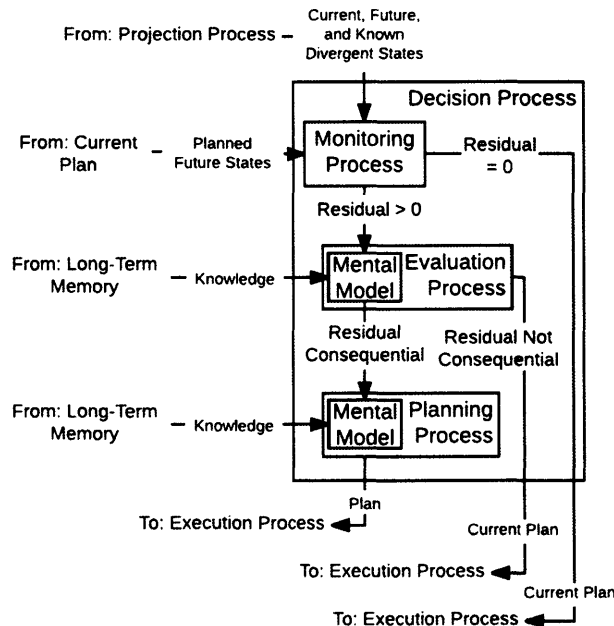 Current, Future,
From: Projection Process
and Known
Divergent States
Decision Process
From: Current
Plan
Planned
Future States
Monitoring
Process
Residual
= 0
Residual > 0
From: Long-Term
Memory
Knowledge
Mental
Model
Evaluation
Process
Residual
Consequential
Residual Not
Consequential
From: Long-Term
Memory
Knowledge
Mental
Model
Planning
Process
Plan
To: Execution Process
Current Plan
To: Execution Process
Current Plan
To: Execution Process